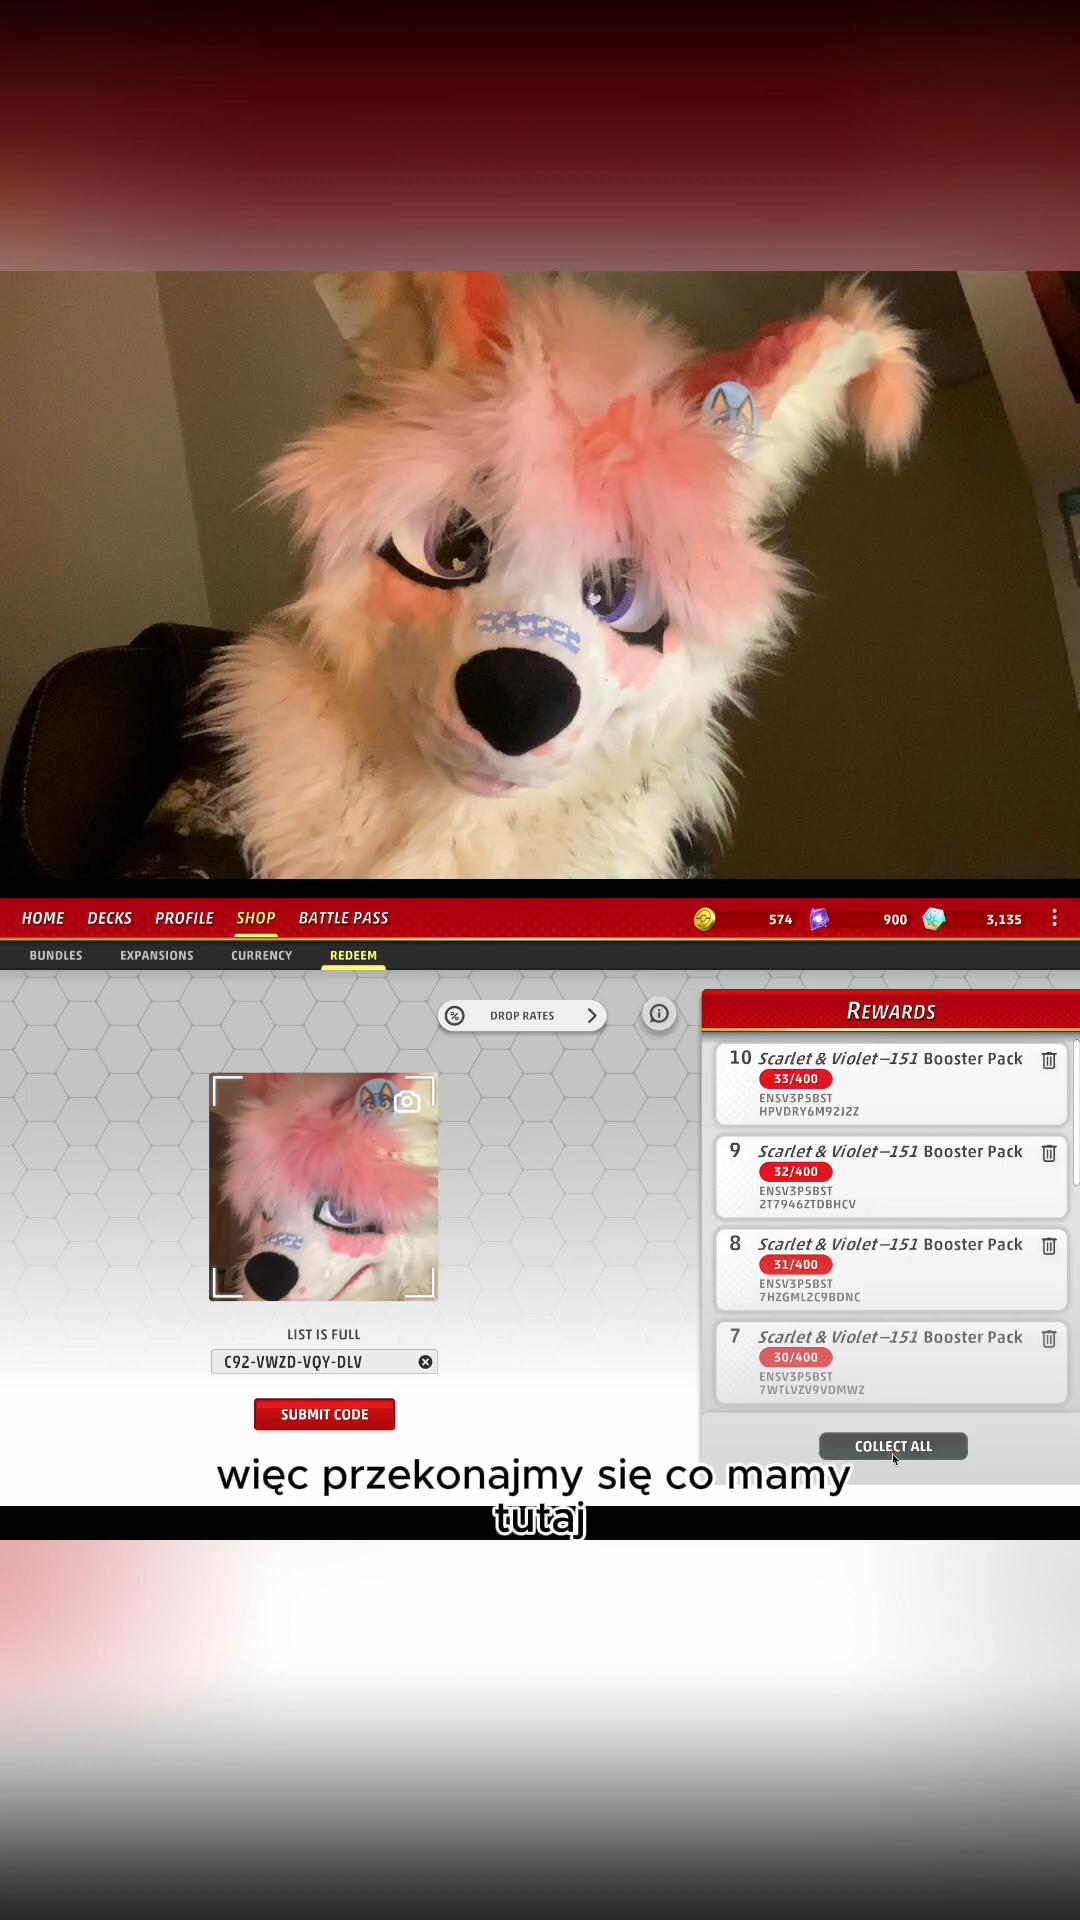 HOME DECKS PROFILE SHOP BATTLE PASS 574 900 3,135
BUNDLES EXPANSIONS CURRENCY REDEEM
DROP RATES
REWARDS
10 Scarlet & Violet—151 Booster Pack
33/400
ENSV3P5BST
HPVDRY6M92J2Z
9 Scarlet & Violet—151 Booster Pack
32/400
ENSV3P5BST
2T7946ZTDBHCV
8 Scarlet & Violet—151 Booster Pack
31/400
ENSV3P5BST
7HZGML2C9BDNC
7 Scarlet & Violet—151 Booster Pack
30/400
ENSV3P5BST
7WTLVZV9VDMWZ
LIST IS FULL
C92-VWZD-VQY-DLV
SUBMIT CODE
COLLECT ALL
więc przekonajmy się co mamy
tutaj